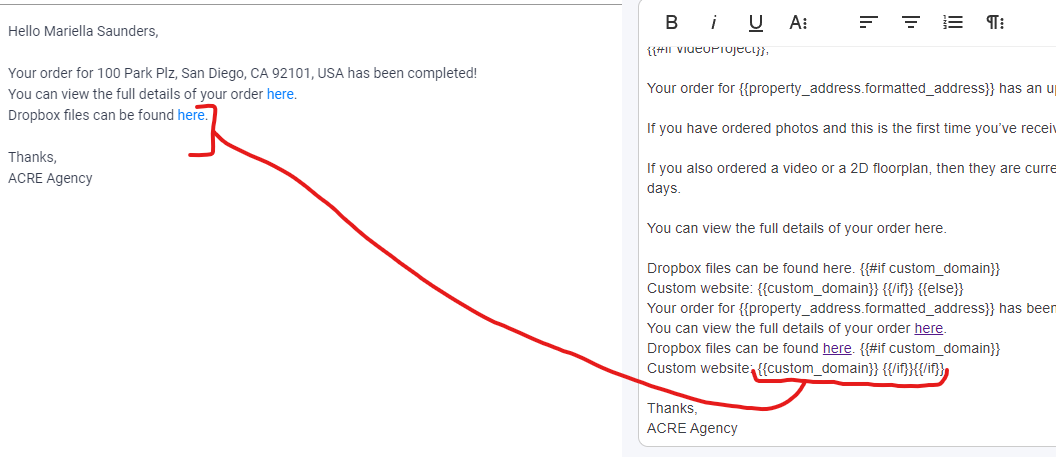 Hello Mariella Saunders,
Your order for 100 Park Plz, San Diego, CA 92101, USA has been completed!
You can view the full details of your order here.
Dropbox files can be found here.
Thanks,
ACRE Agency
B i U A
{{#if VideoProject}},
Your order for {{property_address.formatted_address}} has an up
If you have ordered photos and this is the first time you've receiv
If you also ordered a video or a 2D floorplan, then they are curre
days.
You can view the full details of your order here.
Dropbox files can be found here. {{#if custom_domain}}
Custom website: {{custom_domain}} {{/if}} {{else}}
Your order for {{property_address.formatted_address}} has been
You can view the full details of your order here.
Dropbox files can be found here. {{#if custom_domain}}
Custom website: {{custom_domain}} {{/if}}{{/if}}
Thanks,
ACRE Agency